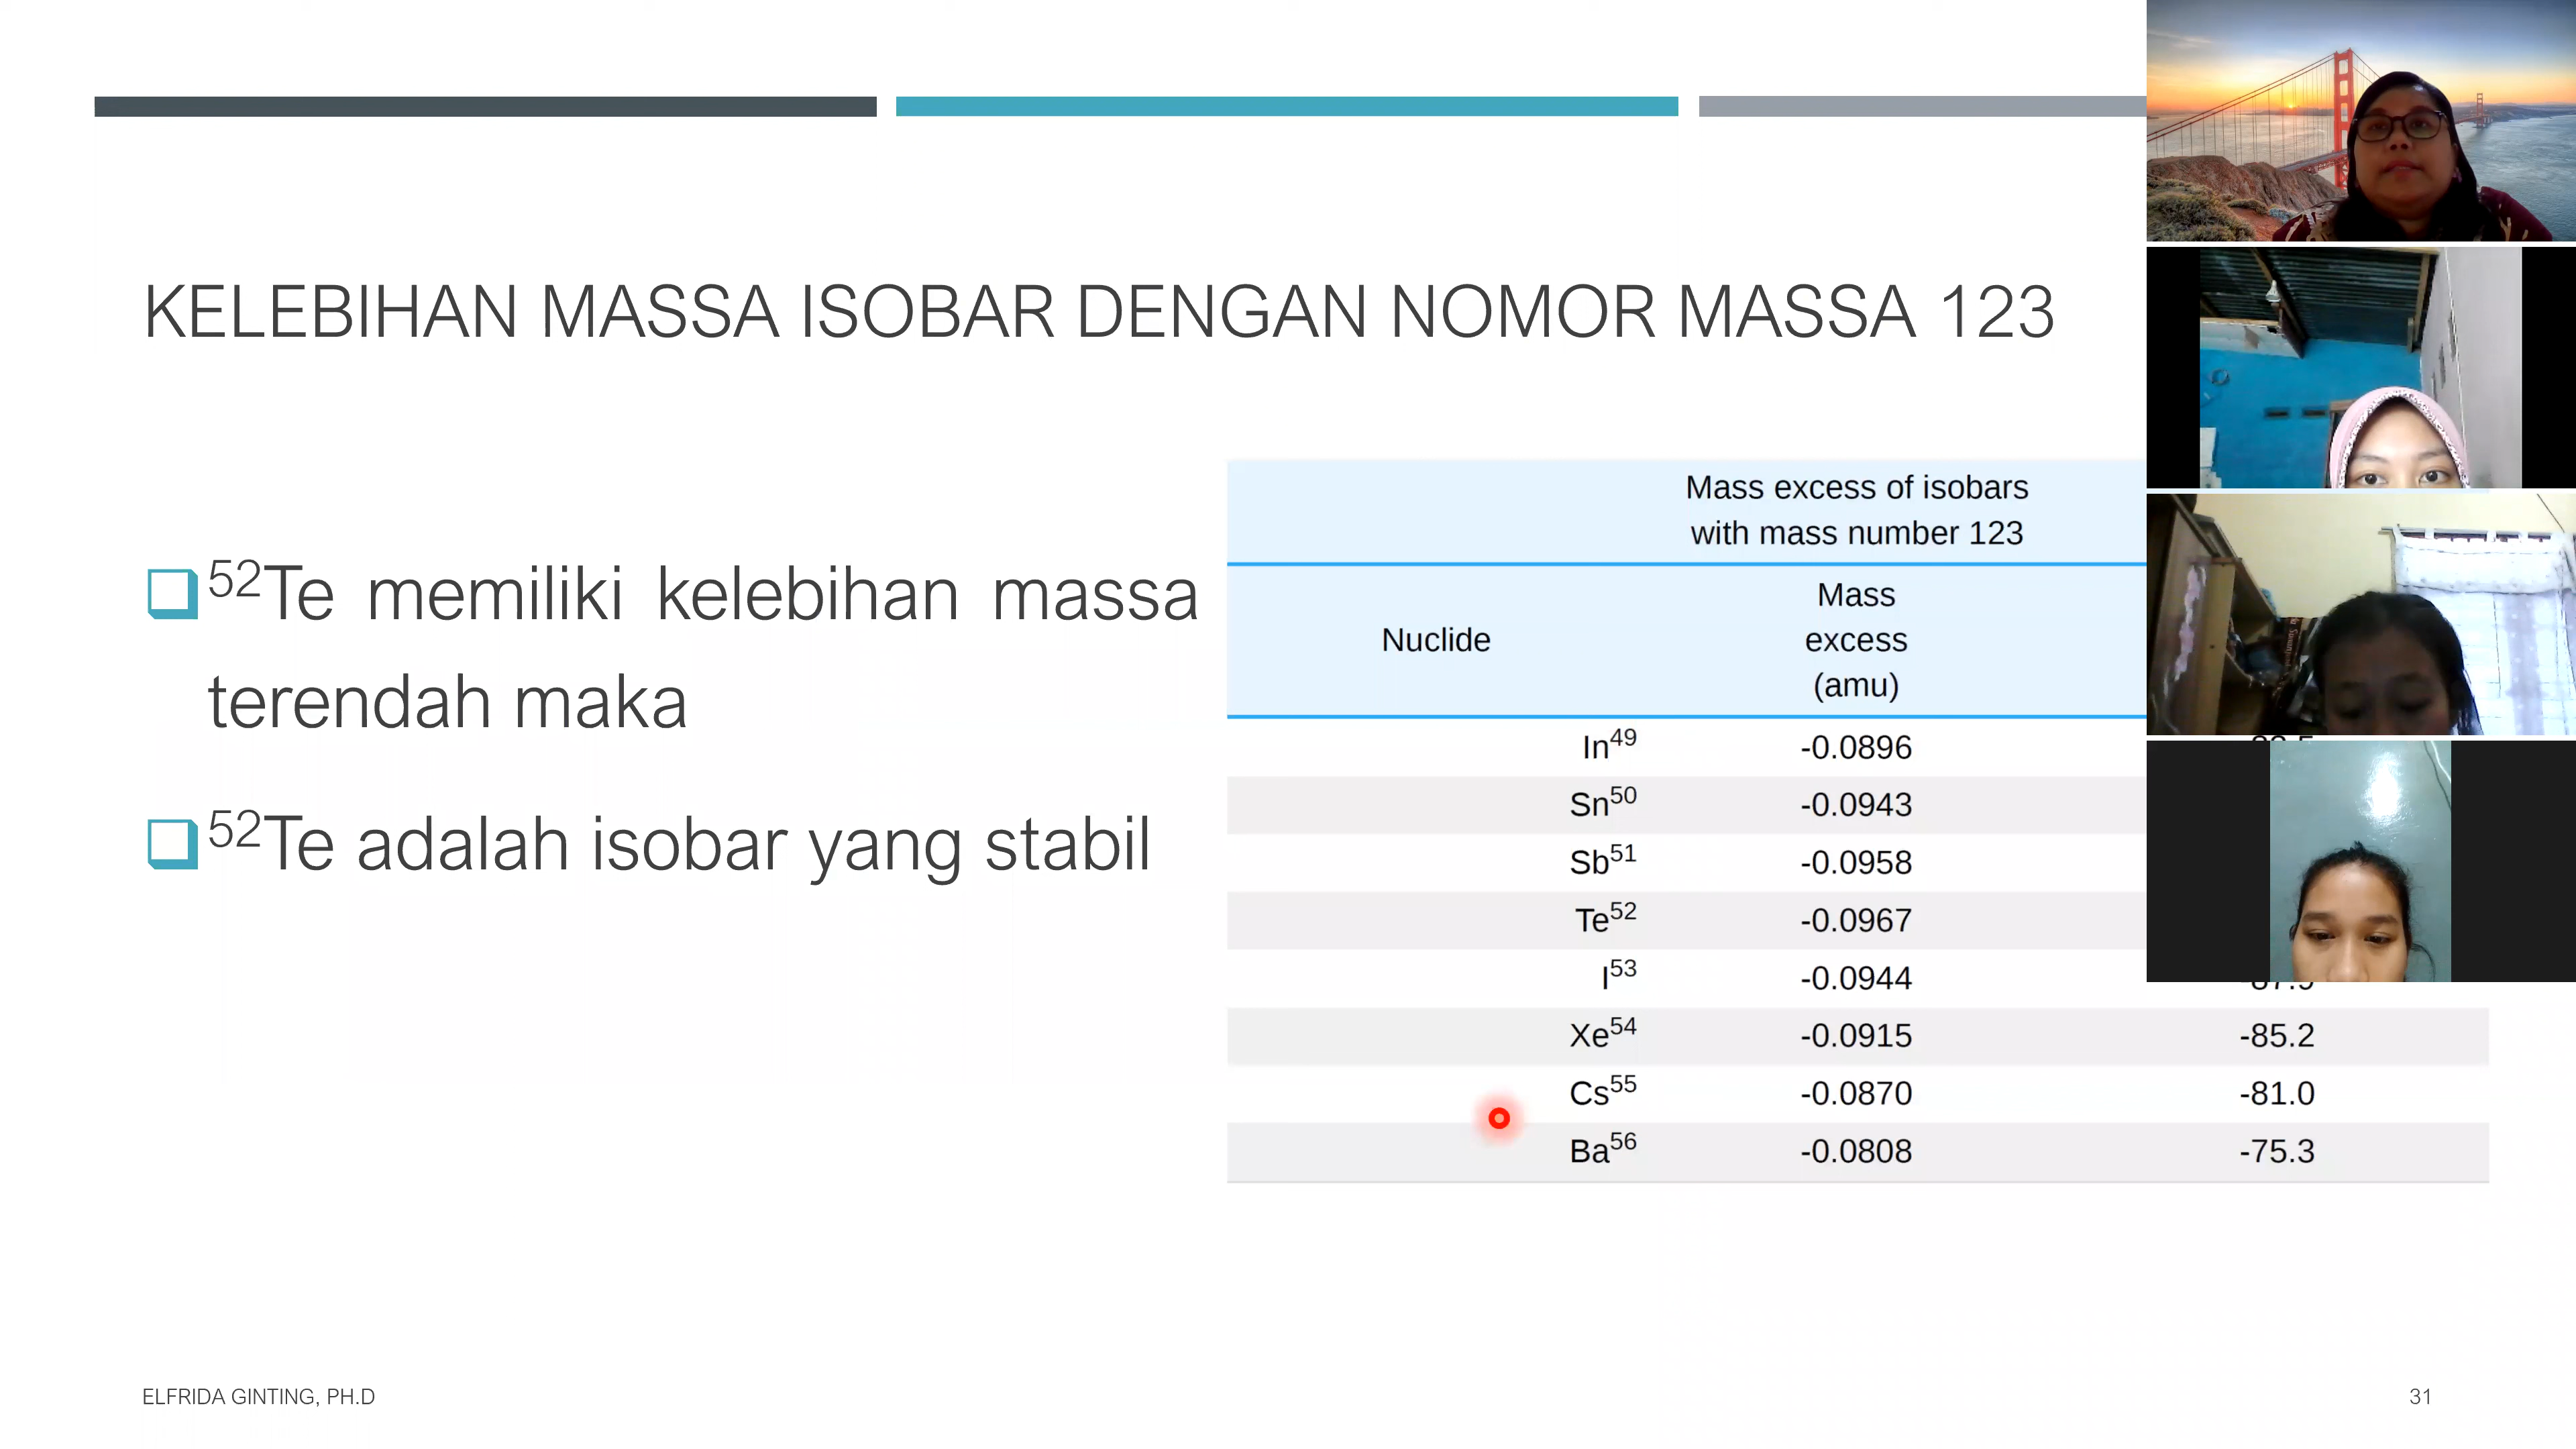 KELEBIHAN MASSA ISOBAR DENGAN NOMOR MASSA 123
❑⁵²Te memiliki kelebihan massa
terendah maka
❑⁵²Te adalah isobar yang stabil
Mass excess of isobars
with mass number 123
Nuclide
Mass
excess
(amu)
In⁴⁹ -0.0896
Sn⁵⁰ -0.0943
Sb⁵¹ -0.0958
Te⁵² -0.0967
I⁵³ -0.0944
Xe⁵⁴ -0.0915 -85.2
Cs⁵⁵ -0.0870 -81.0
Ba⁵⁶ -0.0808 -75.3
ELFRIDA GINTING, PH.D
31